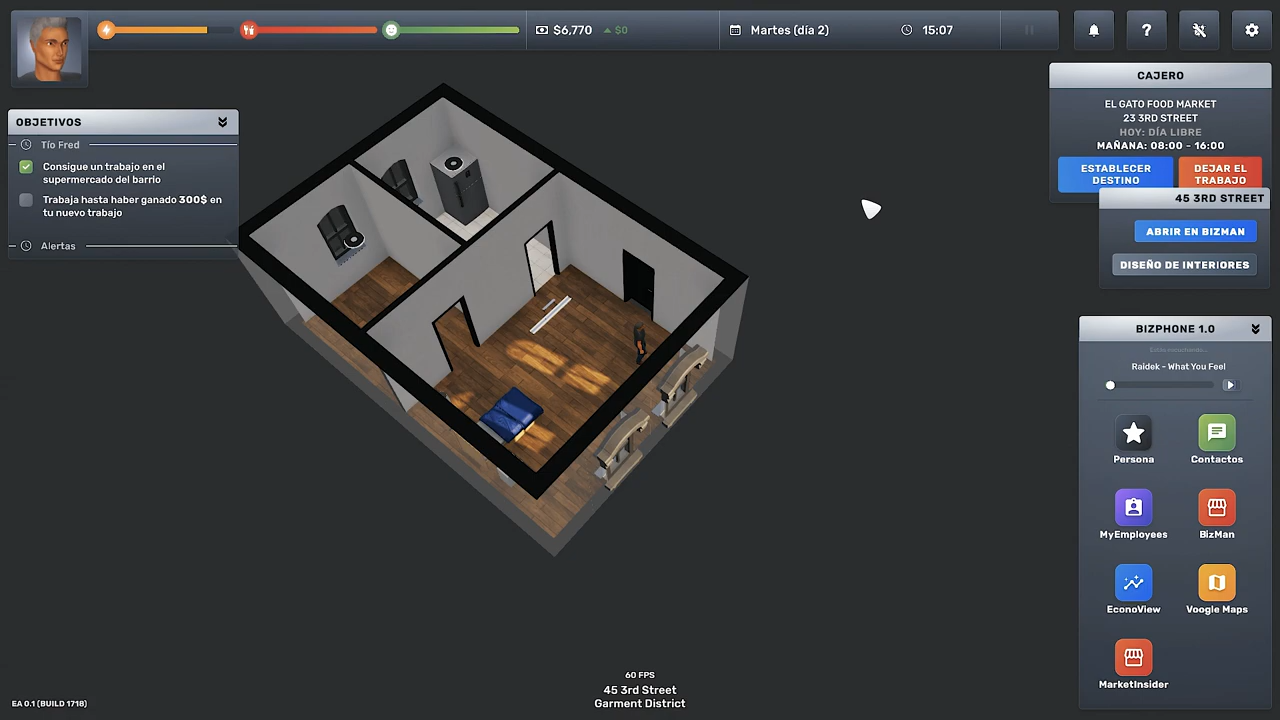 $6,770
$0
Martes (día 2)
15:07
OBJETIVOS
Tío Fred
Consigue un trabajo en el
supermercado del barrio
Trabaja hasta haber ganado 300$ en
tu nuevo trabajo
Alertas
CAJERO
EL GATO FOOD MARKET
23 3RD STREET
HOY: DÍA LIBRE
MAÑANA: 08:00 - 16:00
ESTABLECER
DESTINO
DEJAR EL
TRABAJO
45 3RD STREET
ABRIR EN BIZMAN
DISEÑO DE INTERIORES
BIZPHONE 1.0
Estás escuchando...
Raidek - What You Feel
Persona
Contactos
MyEmployees
BizMan
EconoView
Voogle Maps
MarketInsider
60 FPS
45 3rd Street
Garment District
EA 0.1 (BUILD 1718)